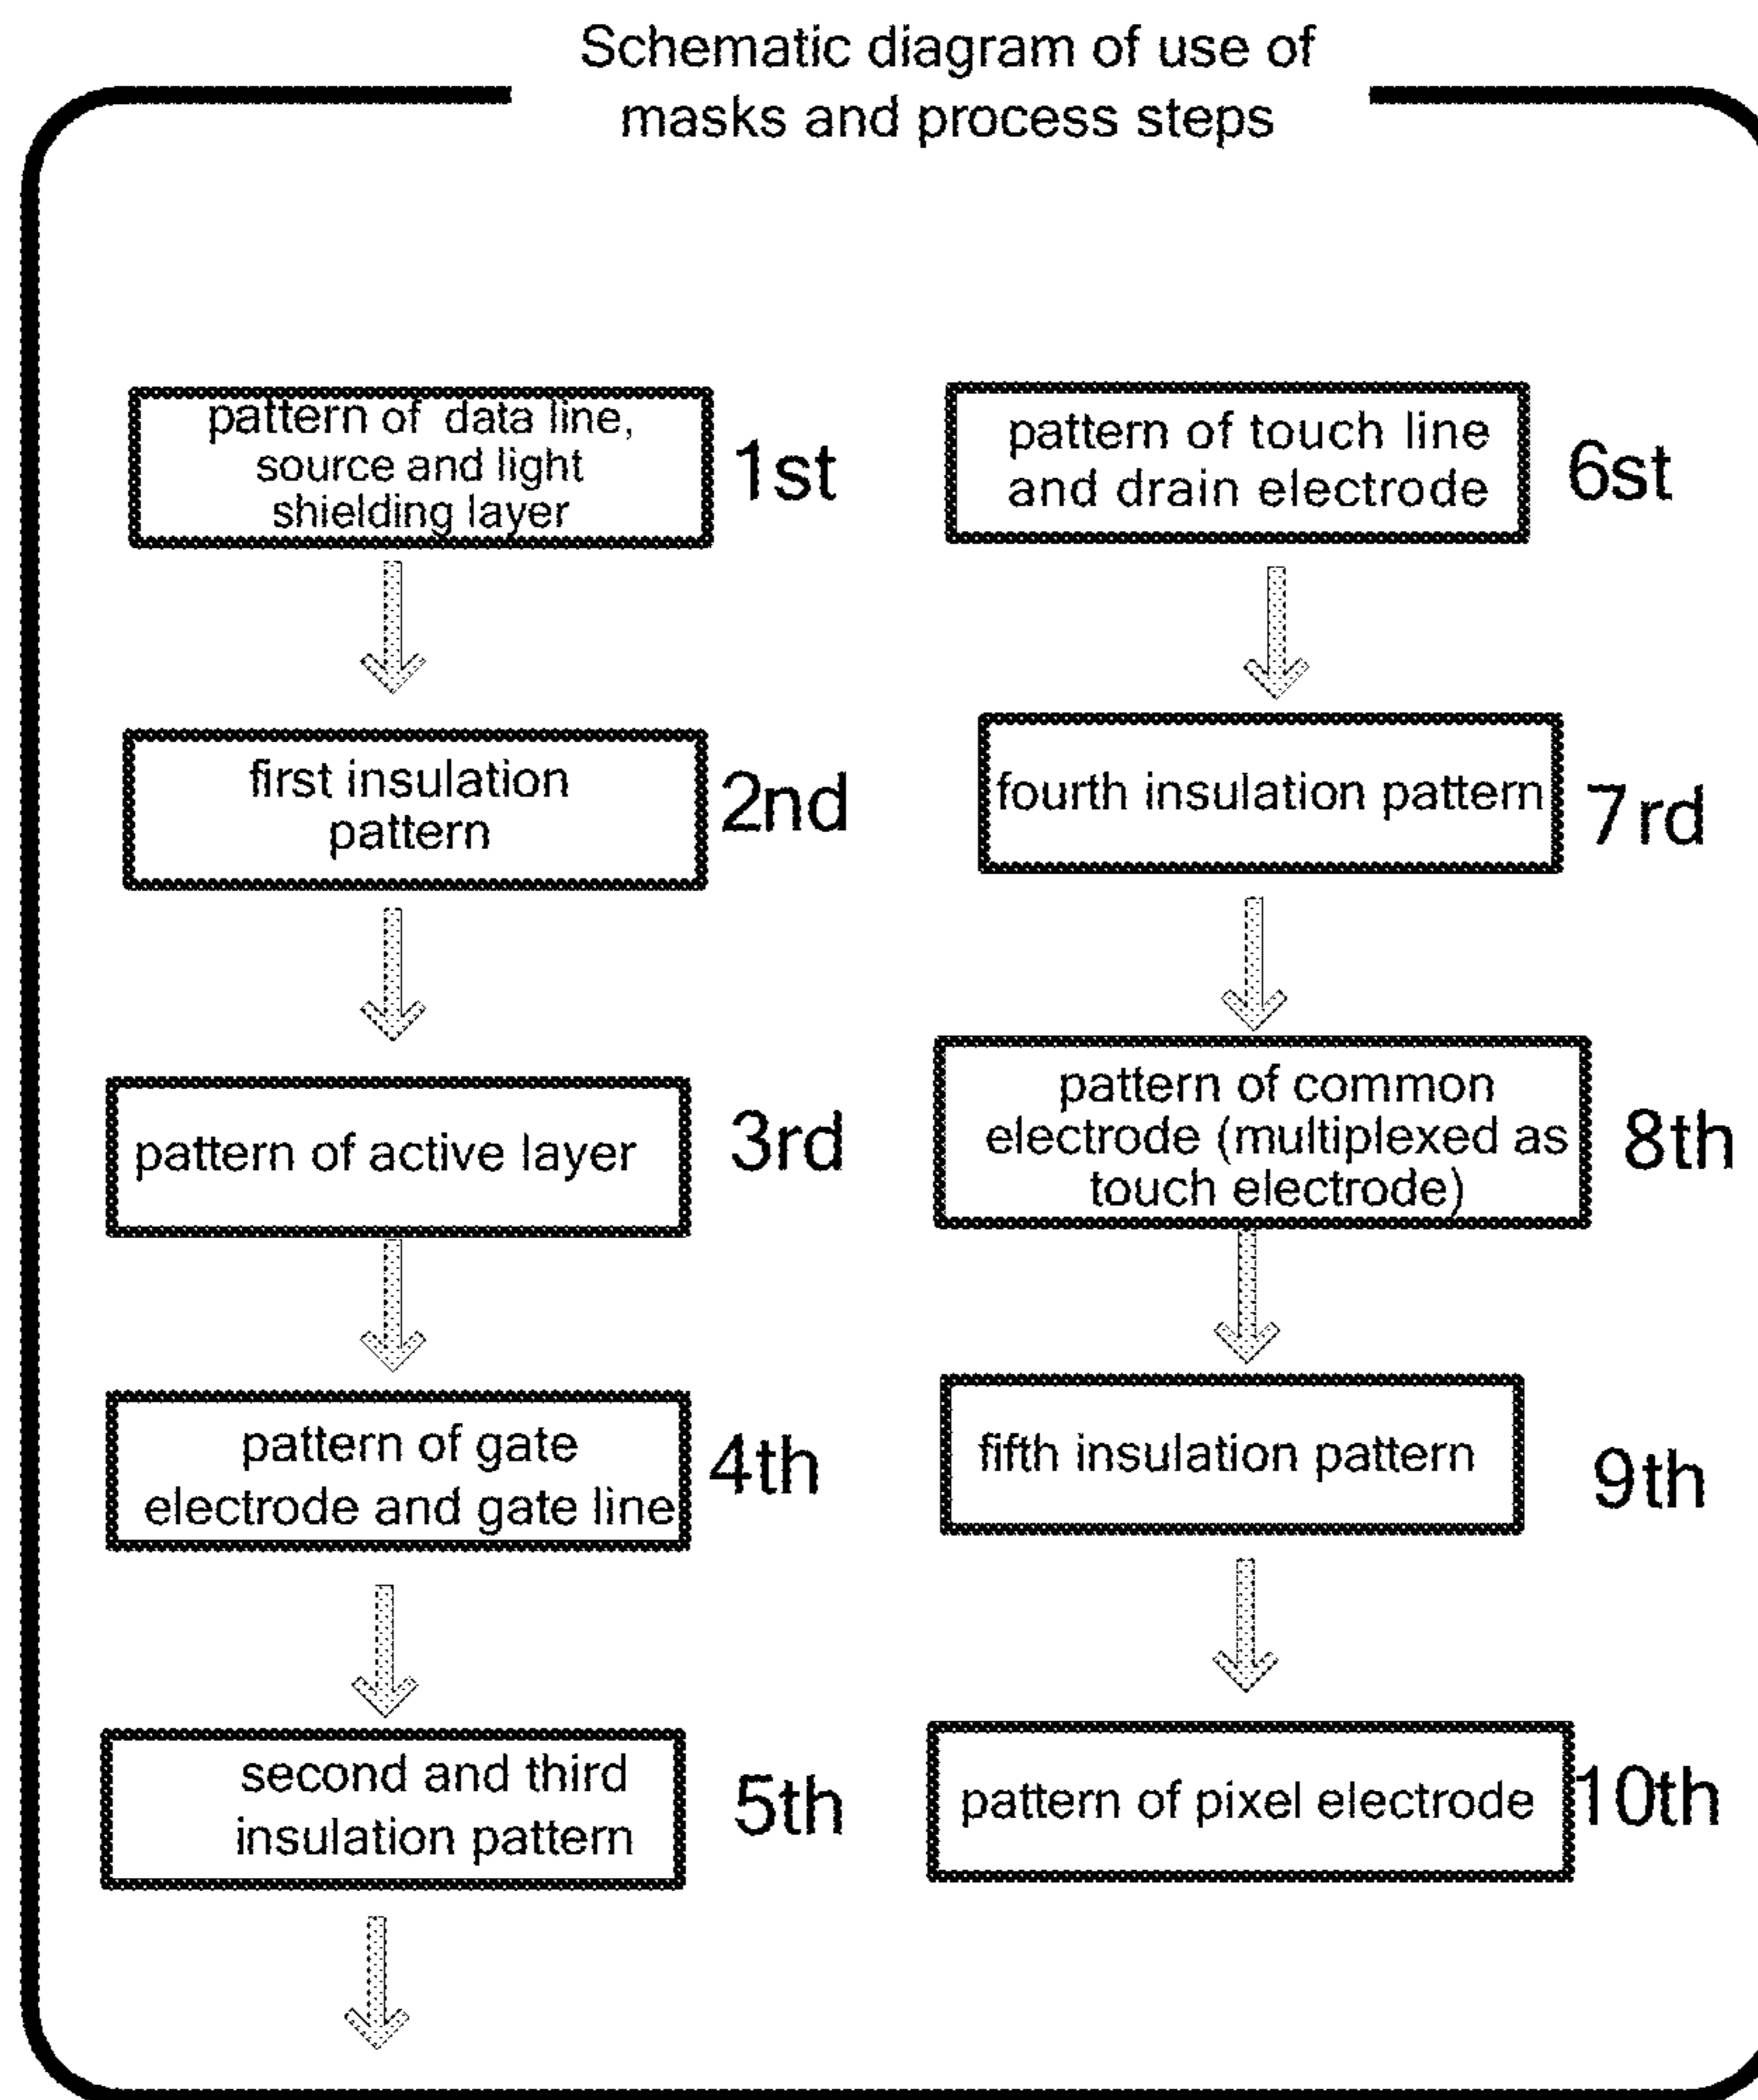 Schematic diagram of use of
masks and process steps
pattern of data line,
source and light
shielding layer
1st
first insulation
pattern
2nd
pattern of active layer
3rd
pattern of gate
electrode and gate line
4th
second and third
insulation pattern
5th
pattern of touch line
and drain electrode
6st
fourth insulation pattern
7rd
pattern of common
electrode (multiplexed as
touch electrode)
8th
fifth insulation pattern
9th
pattern of pixel electrode
10th